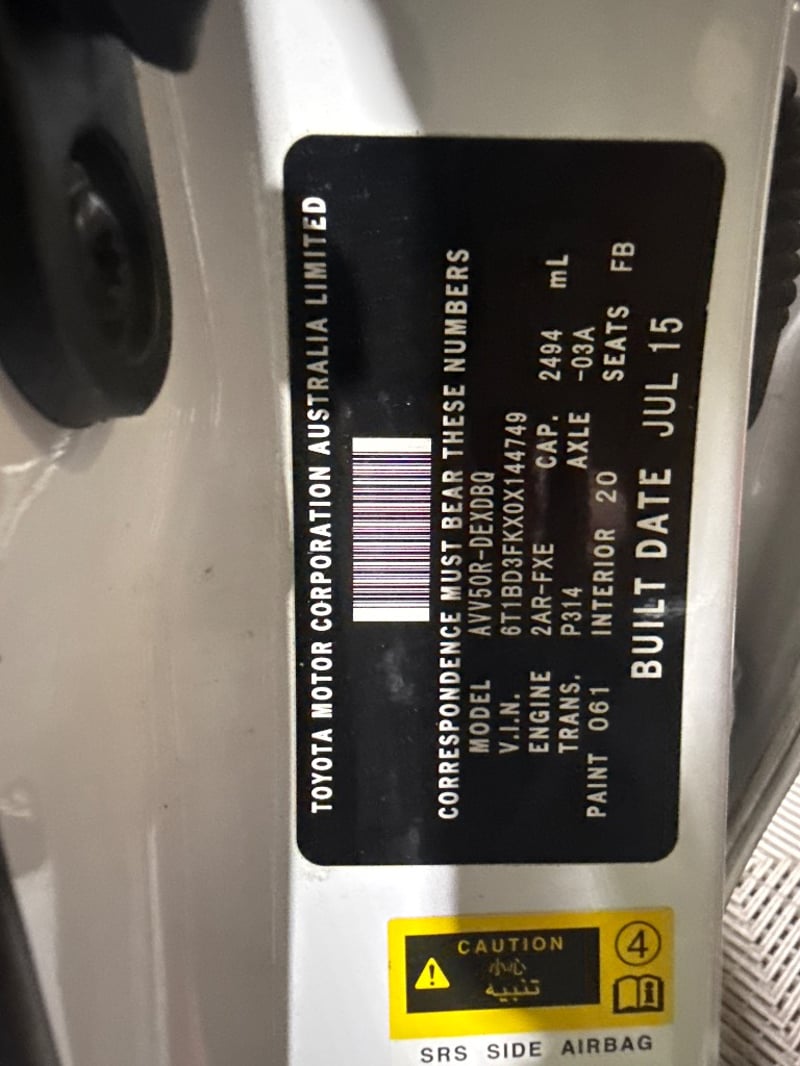 TOYOTA MOTOR CORPORATION AUSTRALIA LIMITED
CORRESPONDENCE MUST BEAR THESE NUMBERS
MODEL AVV50R-DEXDBQ
V.I.N. 6T1BD3FKX0X144749
ENGINE 2AR-FXE CAP. 2494 mL
TRANS. P314 AXLE -03A
PAINT 061 INTERIOR 20 SEATS FB
BUILT DATE JUL 15
CAUTION
تنبيه
4
SRS SIDE AIRBAG